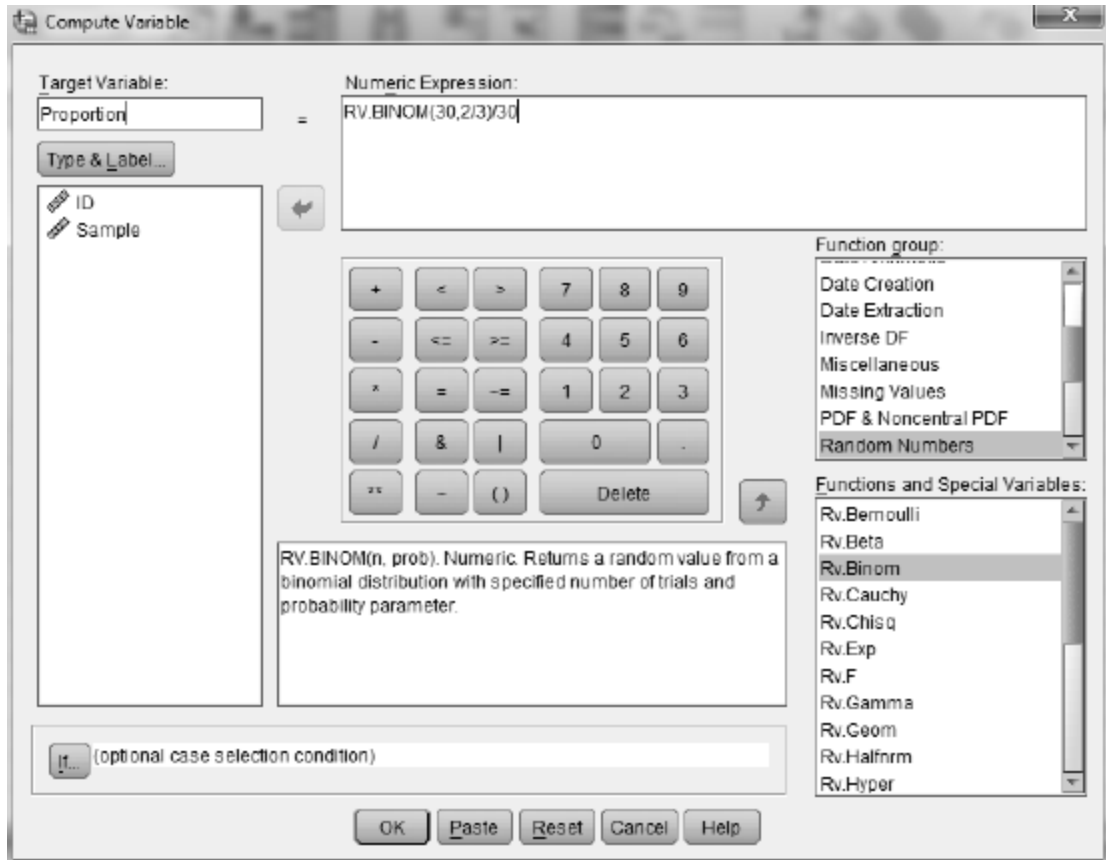 Compute Variable
X
Target Variable:
Proportion
=
Numeric Expression:
RV.BINOM(30,2/3)/30
Type & Label...
ID
Sample
+ < > 7 8 9
- <= >= 4 5 6
* = ~= 1 2 3
/ & | 0 .
** ~ ( ) Delete
Function group:
Date Creation
Date Extraction
Inverse DF
Miscellaneous
Missing Values
PDF & Noncentral PDF
Random Numbers
Functions and Special Variables:
Rv.Bernoulli
Rv.Beta
Rv.Binom
Rv.Cauchy
Rv.Chisq
Rv.Exp
Rv.F
Rv.Gamma
Rv.Geom
Rv.Halfnrm
Rv.Hyper
RV.BINOM(n, prob). Numeric. Returns a random value from a
binomial distribution with specified number of trials and
probability parameter.
If... (optional case selection condition)
OK Paste Reset Cancel Help